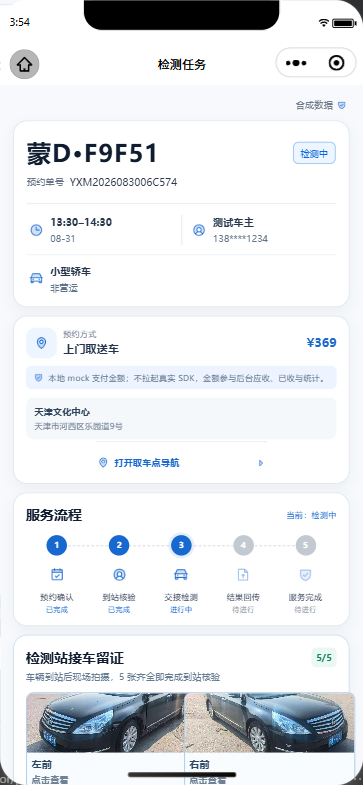 3:54
检测任务
合成数据
蒙D·F9F51
检测中
预约单号 YXM2026083006C574
13:30–14:30
08-31
测试车主
138****1234
小型轿车
非营运
预约方式
上门取送车
¥369
本地 mock 支付金额；不拉起真实 SDK，金额参与后台应收、已收与统计。
天津文化中心
天津市河西区乐园道9号
打开取车点导航
服务流程
当前：检测中
1
2
3
4
5
预约确认
到站核验
交接检测
结果回传
服务完成
已完成
已完成
进行中
待进行
待进行
检测站接车留证
5/5
车辆到站后现场拍摄，5 张齐全即完成到站核验
左前
右前
点击查看
点击查看